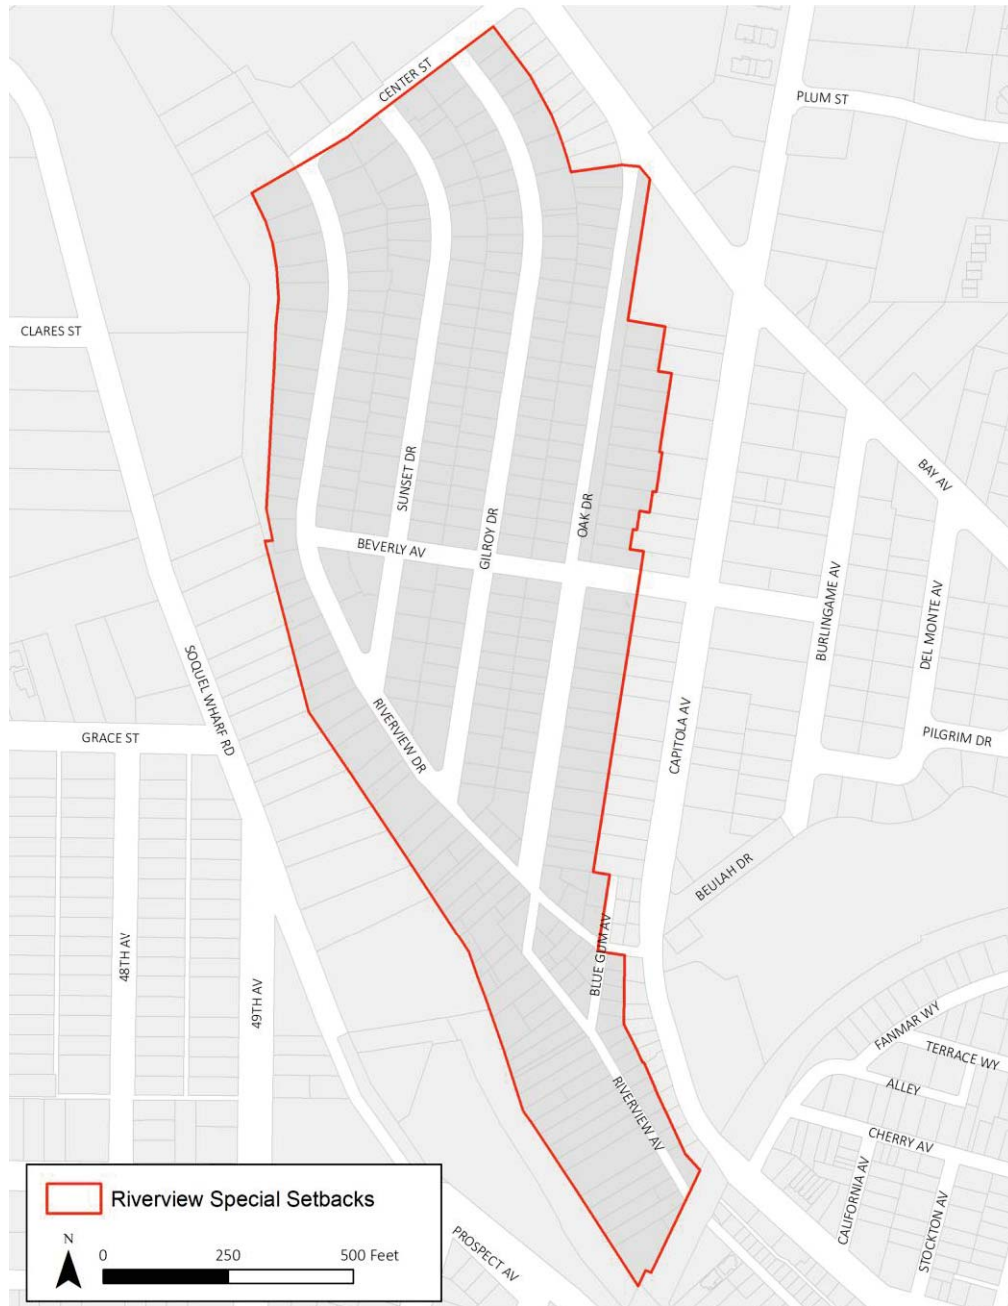 CENTER ST
PLUM ST
CLARES ST
SUNSET DR
GILROY DR
OAK DR
BEVERLY AV
BAY AV
BURLINGAME AV
DEL MONTE AV
SOQUEL WHARF RD
RIVERVIEW DR
CAPITOLA AV
PILGRIM DR
GRACE ST
BEULAH DR
48TH AV
49TH AV
BLUE GUM AV
FANMAR WY
TERRACE WY
ALLEY
RIVERVIEW AV
CHERRY AV
CALIFORNIA AV
STOCKTON AV
PROSPECT AV
Riverview Special Setbacks
N
0 250 500 Feet